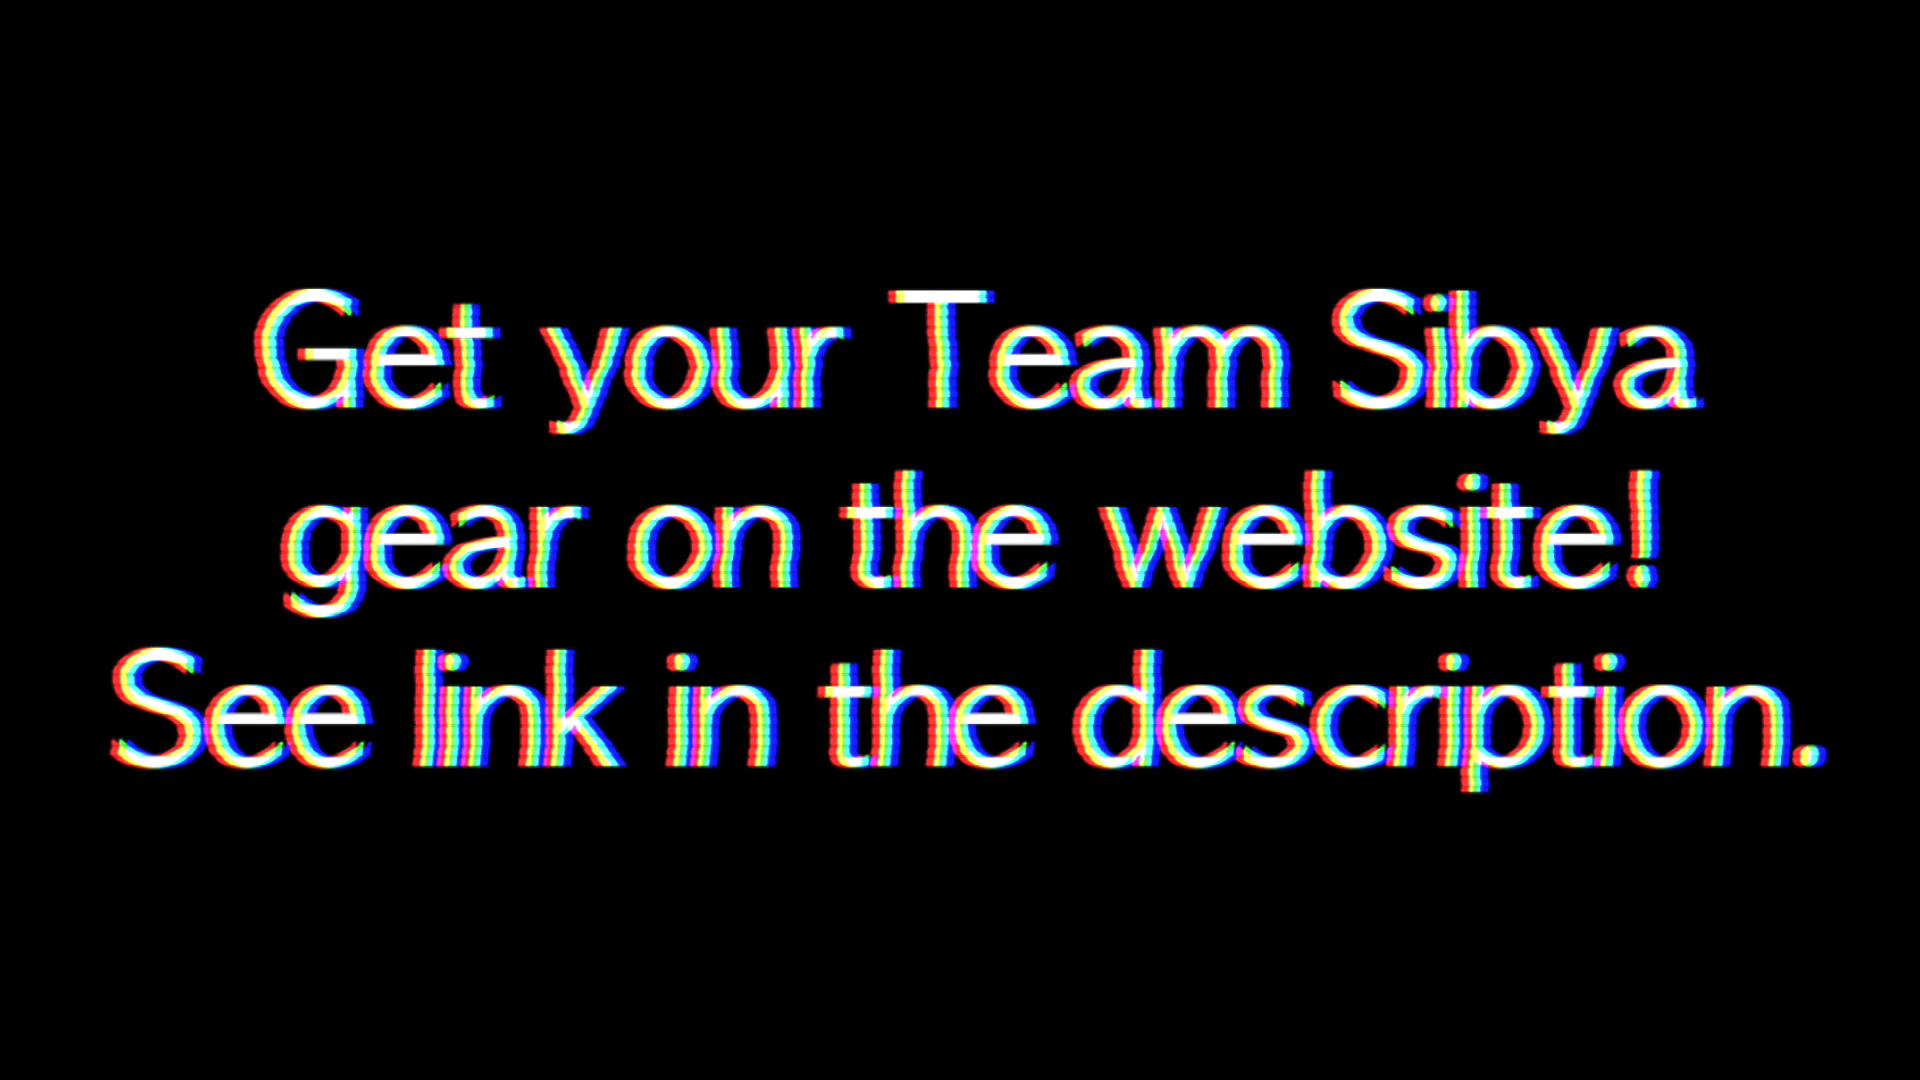 Get your Team Sibya
gear on the website!
See link in the description.